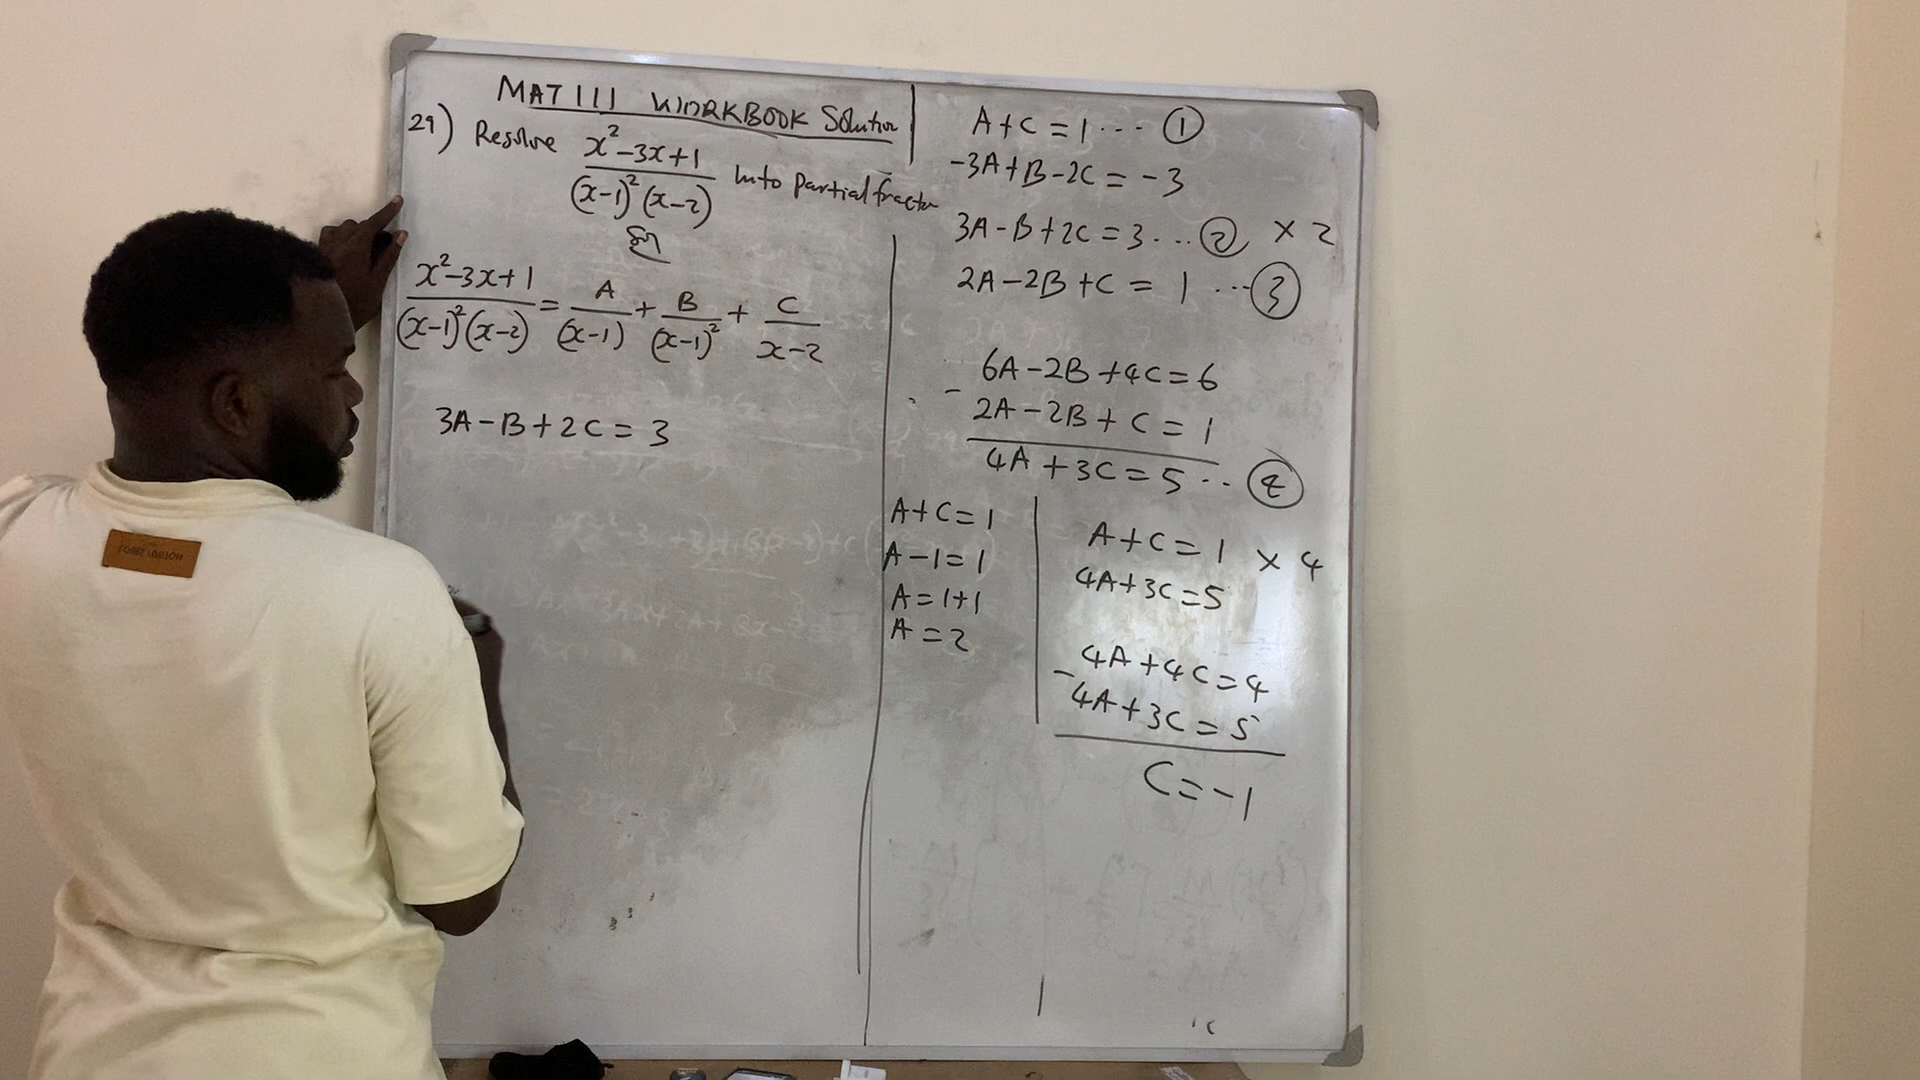 MAT 111 WORKBOOK Solution
29) Resolve x²-3x+1 / (x-1)²(x-2) into partial fractn
x²-3x+1 / (x-1)²(x-2) = A / (x-1) + B / (x-1)² + C / x-2
3A-B+2C=3
A+C=1... ①
-3A+B-2C=-3
3A-B+2C=3... ② ×2
2A-2B+C=1 ...③
6A-2B+4C=6
- 2A-2B+C=1
4A+3C=5.. ④
A+C=1
A-1=1
A=1+1
A=2
A+C=1 ×4
4A+3C=5
4A+4C=4
-4A+3C=5
C=-1